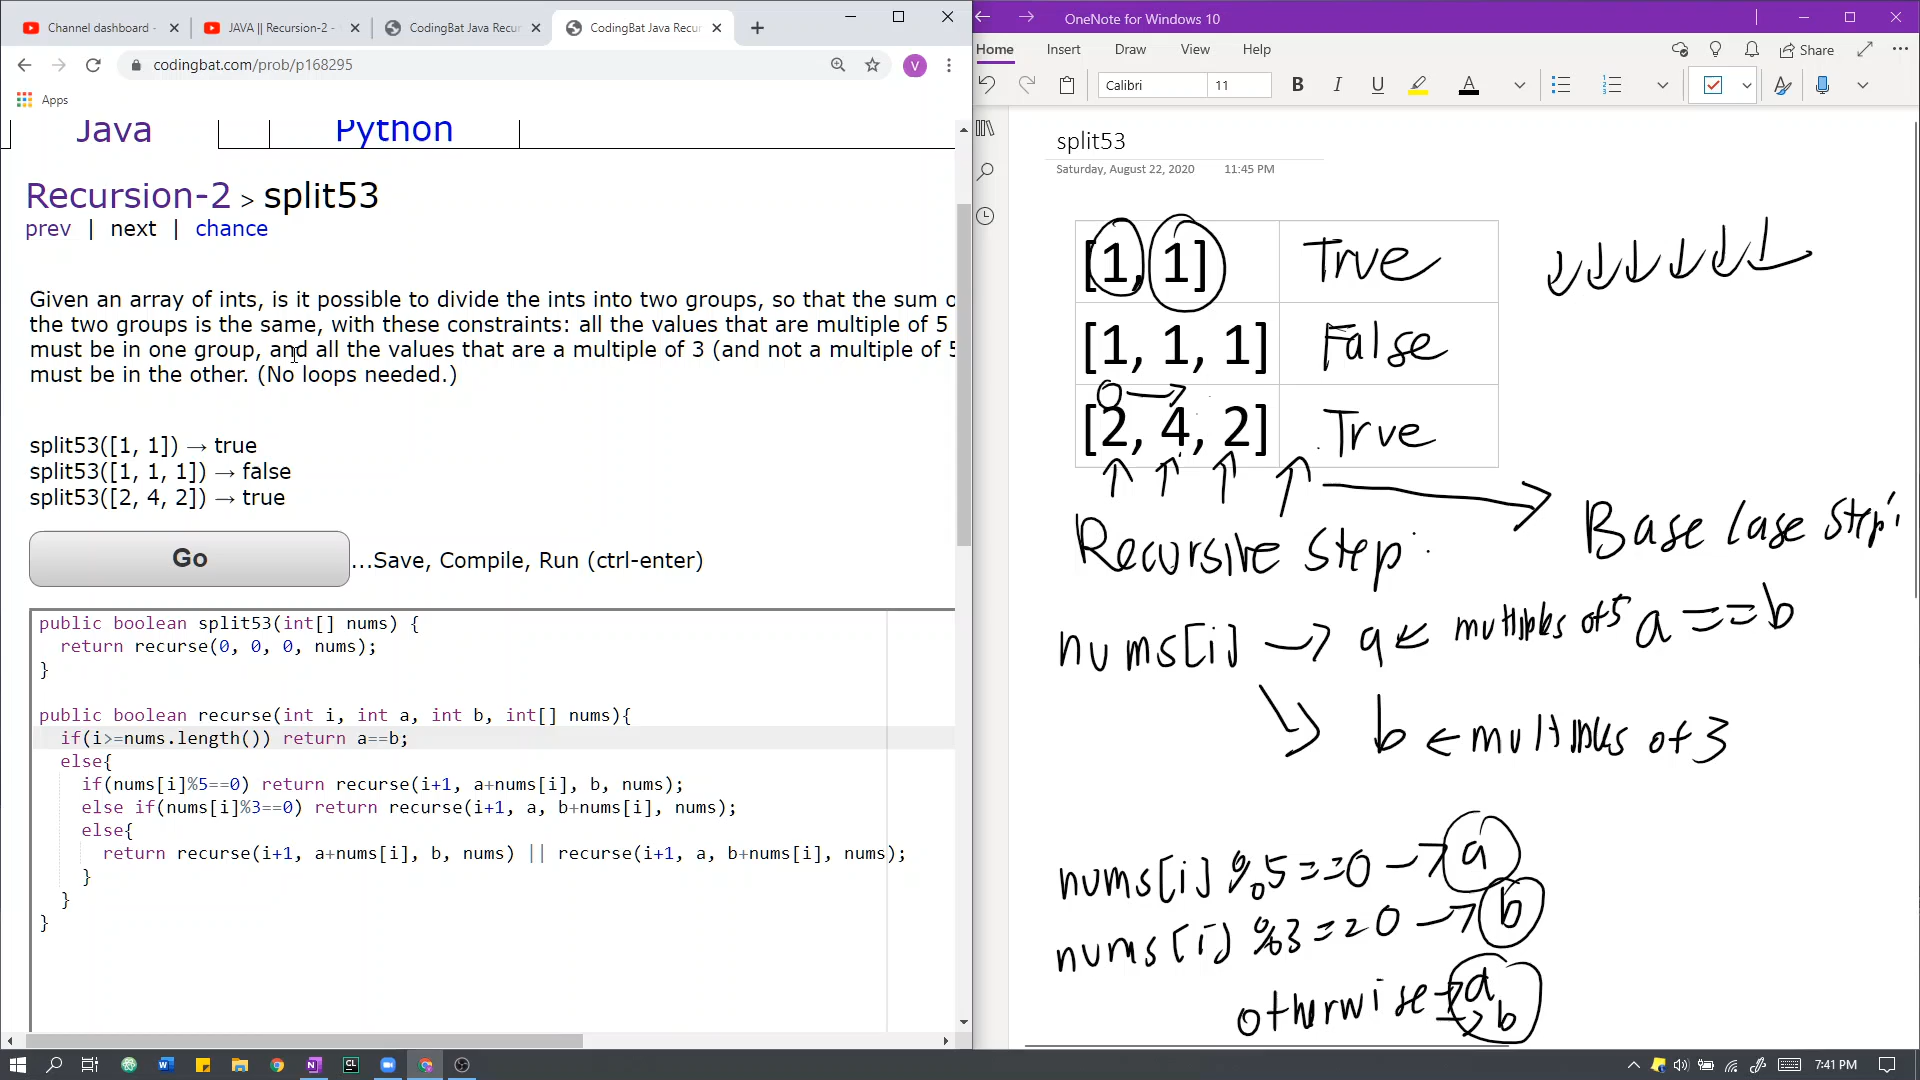 Channel dashboard -
JAVA || Recursion-2 -
CodingBat Java Recur
CodingBat Java Recur
codingbat.com/prob/p168295
V
Apps
Java
Python
Recursion-2 > split53
prev | next | chance
Given an array of ints, is it possible to divide the ints into two groups, so that the sum o
the two groups is the same, with these constraints: all the values that are multiple of 5
must be in one group, and all the values that are a multiple of 3 (and not a multiple of 5
must be in the other. (No loops needed.)
split53([1, 1]) → true
split53([1, 1, 1]) → false
split53([2, 4, 2]) → true
Go
...Save, Compile, Run (ctrl-enter)
public boolean split53(int[] nums) {
return recurse(0, 0, 0, nums);
}
public boolean recurse(int i, int a, int b, int[] nums){
if(i>=nums.length()) return a==b;
else{
if(nums[i]%5==0) return recurse(i+1, a+nums[i], b, nums);
else if(nums[i]%3==0) return recurse(i+1, a, b+nums[i], nums);
else{
return recurse(i+1, a+nums[i], b, nums) || recurse(i+1, a, b+nums[i], nums);
}
}
}
OneNote for Windows 10
Home Insert Draw View Help
Share
Calibri 11 B I U A
split53
Saturday, August 22, 2020 11:45 PM
[1, 1] True
[1, 1, 1] False
[2, 4, 2] True
Recursive Step:
Base Case Step:
nums[i] → a ← multiples of 5 a == b
b ← multiples of 3
nums[i] %5==0 → a
nums[i] %3==0 → b
otherwise → a
→ b
7:41 PM